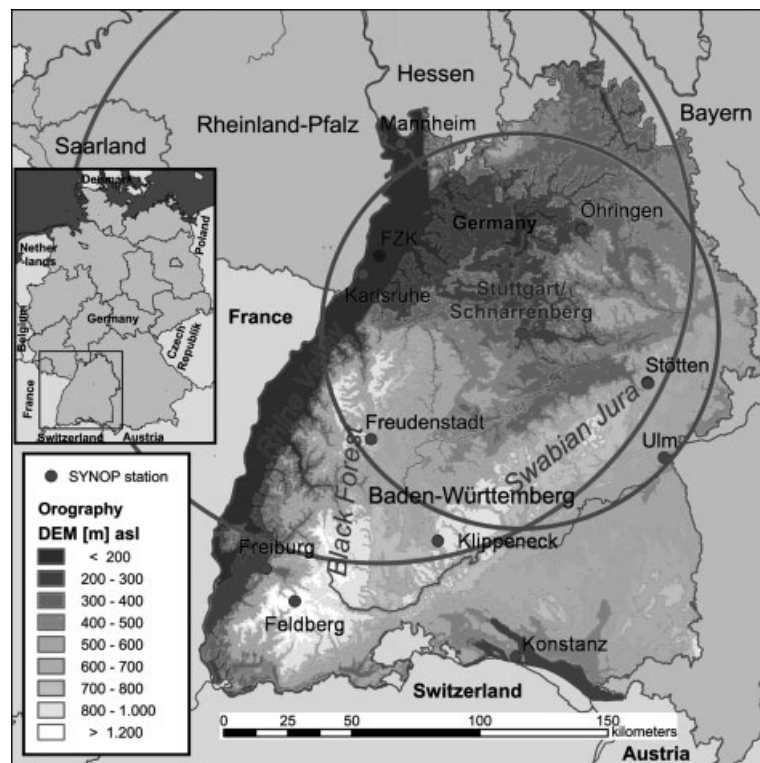 Hessen
Bayern
Rheinland-Pfalz
Mannheim
Saarland
Denmark
Poland
Nether
-lands
Germany
Belgium
Czech
Republik
France
Switzerland
Austria
Germany
Öhringen
FZK
Karlsruhe
Stuttgart/
Schnarrenberg
France
Rhine Valley
Stötten
Freudenstadt
Swabian Jura
Ulm
Black Forest
Baden-Württemberg
Klippeneck
Freiburg
Feldberg
Konstanz
Switzerland
Austria
SYNOP station
Orography
DEM [m] asl
< 200
200 - 300
300 - 400
400 - 500
500 - 600
600 - 700
700 - 800
800 - 1.000
> 1.200
0 25 50 100 150
kilometers